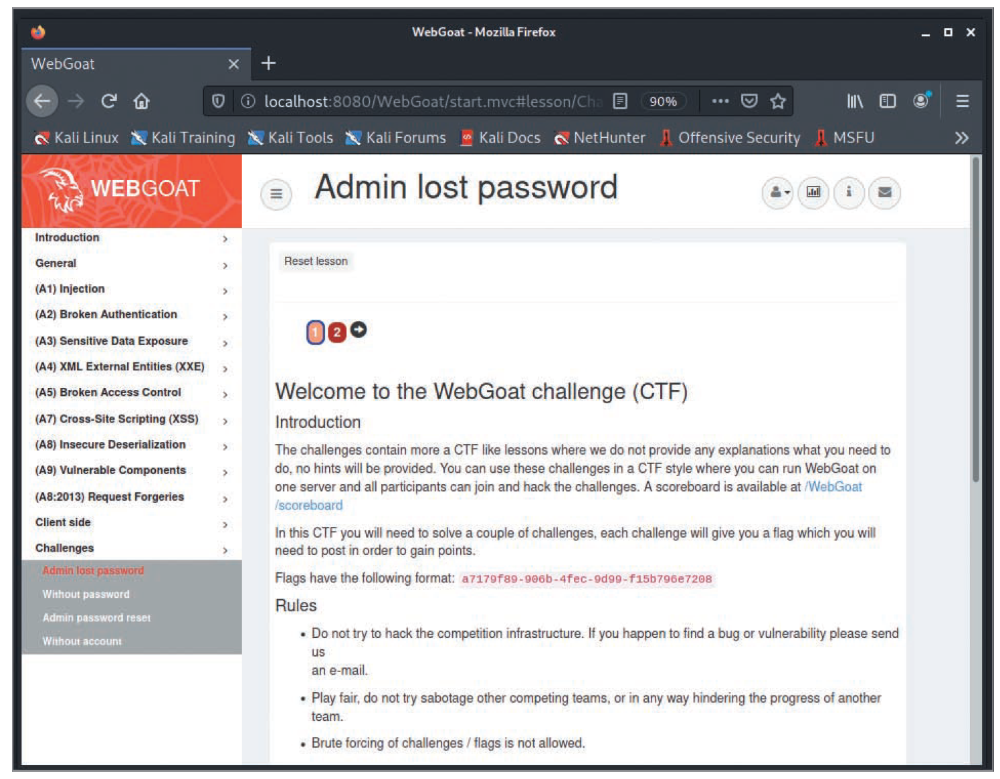 WebGoat - Mozilla Firefox
WebGoat
localhost:8080/WebGoat/start.mvc#lesson/Cha
90%
Kali Linux Kali Training Kali Tools Kali Forums Kali Docs NetHunter Offensive Security MSFU
WEBGOAT
Admin lost password
Introduction
General
(A1) Injection
(A2) Broken Authentication
(A3) Sensitive Data Exposure
(A4) XML External Entities (XXE)
(A5) Broken Access Control
(A7) Cross-Site Scripting (XSS)
(A8) Insecure Deserialization
(A9) Vulnerable Components
(A8:2013) Request Forgeries
Client side
Challenges
Admin lost password
Without password
Admin password reset
Without account
Reset lesson
1 2
Welcome to the WebGoat challenge (CTF)
Introduction
The challenges contain more a CTF like lessons where we do not provide any explanations what you need to
do, no hints will be provided. You can use these challenges in a CTF style where you can run WebGoat on
one server and all participants can join and hack the challenges. A scoreboard is available at /WebGoat
/scoreboard
In this CTF you will need to solve a couple of challenges, each challenge will give you a flag which you will
need to post in order to gain points.
Flags have the following format: a7179f89-906b-4fec-9d99-f15b796e7208
Rules
• Do not try to hack the competition infrastructure. If you happen to find a bug or vulnerability please send
us
an e-mail.
• Play fair, do not try sabotage other competing teams, or in any way hindering the progress of another
team.
• Brute forcing of challenges / flags is not allowed.